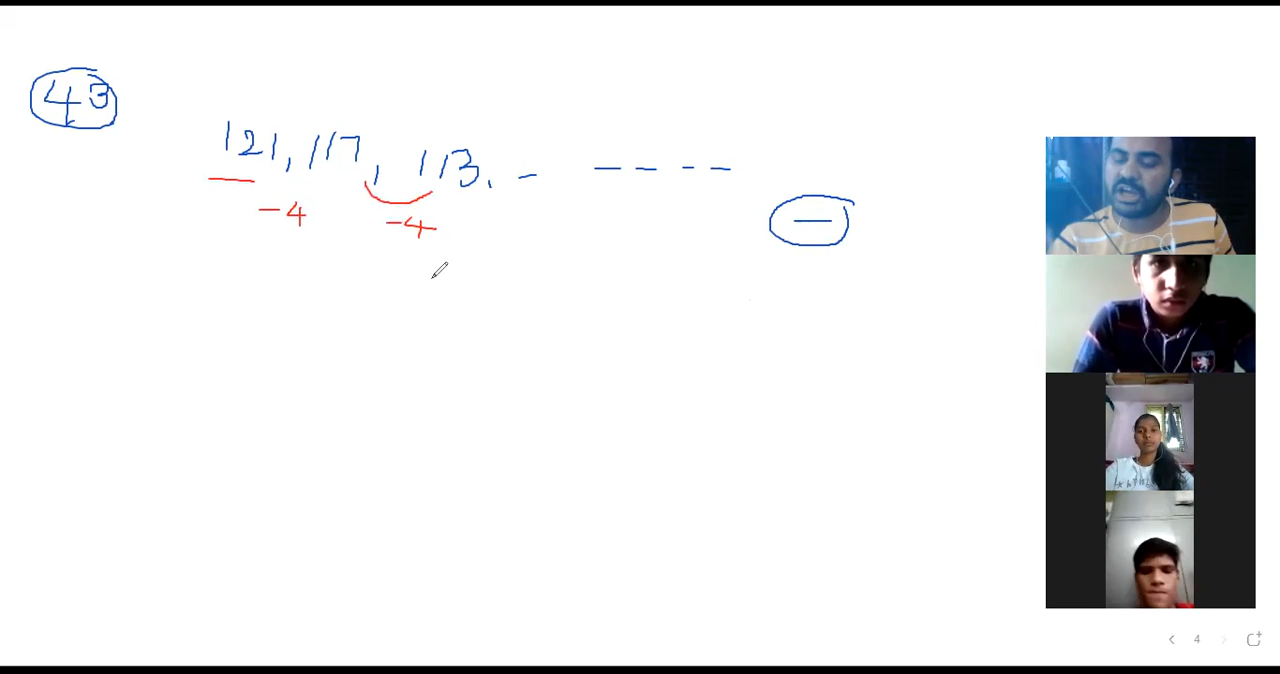 43
121, 117, 113, - -- --
-
-4 -4
4